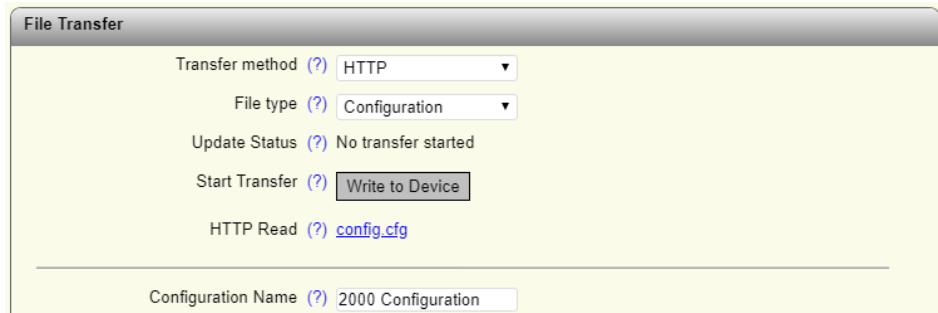 File Transfer
Transfer method (?) HTTP
File type (?) Configuration
Update Status (?) No transfer started
Start Transfer (?) Write to Device
HTTP Read (?) config.cfg
Configuration Name (?) 2000 Configuration